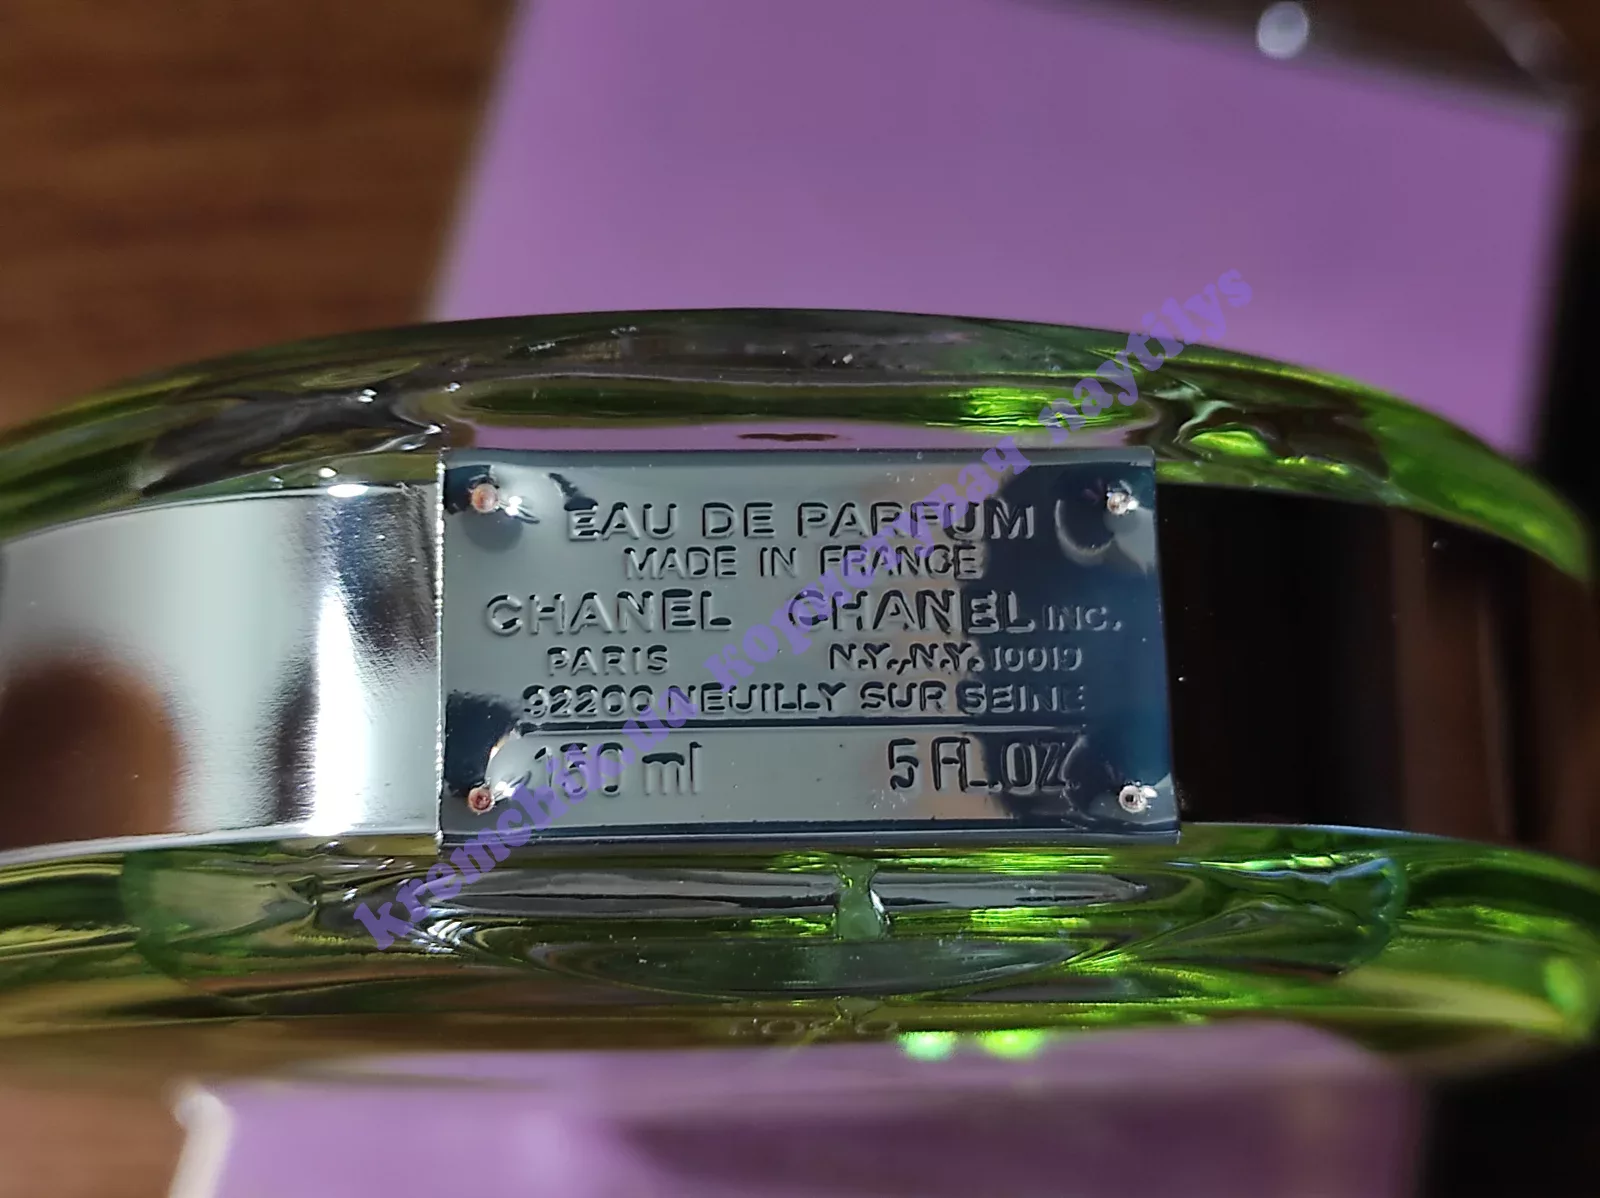 EAU DE PARFUM
MADE IN FRANCE
CHANEL CHANEL INC.
PARIS N.Y., N.Y. 10019
92200 NEUILLY SUR SEINE
150 ml 5 FL.OZ.